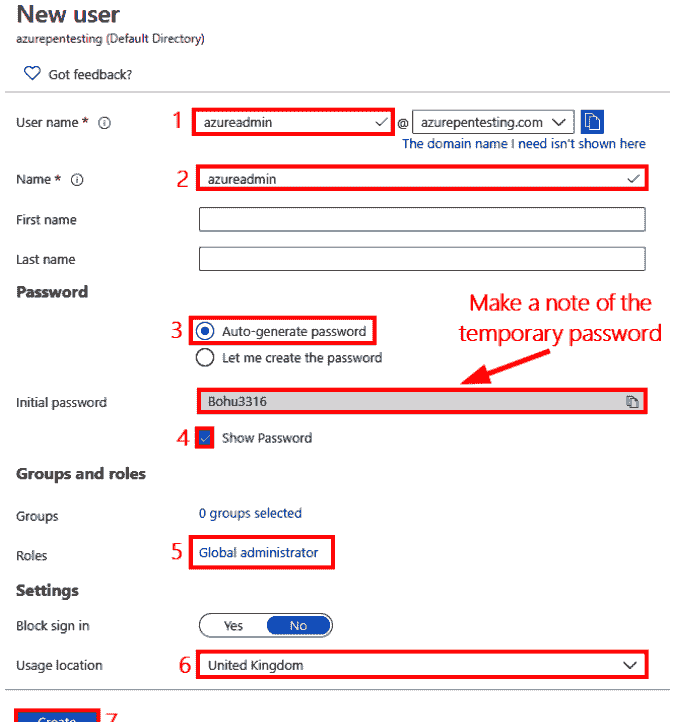 New user
azurepentesting (Default Directory)
Got feedback?
User name * 1 azureadmin @ azurepentesting.com
The domain name I need isn't shown here
Name * 2 azureadmin
First name
Last name
Password
Make a note of the
temporary password
3 Auto-generate password
Let me create the password
Initial password Bohu3316
4 Show Password
Groups and roles
Groups 0 groups selected
Roles 5 Global administrator
Settings
Block sign in Yes No
Usage location 6 United Kingdom
Create 7